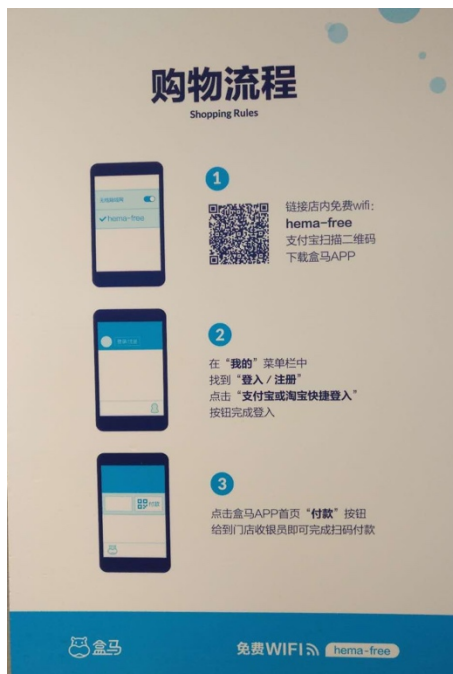 购物流程
Shopping Rules
1
hema-free
链接店内免费wifi：
hema-free
支付宝扫描二维码
下载盒马APP
2
在“我的”菜单栏中
找到“登入 / 注册”
点击“支付宝或淘宝快捷登入”
按钮完成登入
3
付款
点击盒马APP首页“付款”按钮
给到门店收银员即可完成扫码付款
盒马
免费WIFI
hema-free